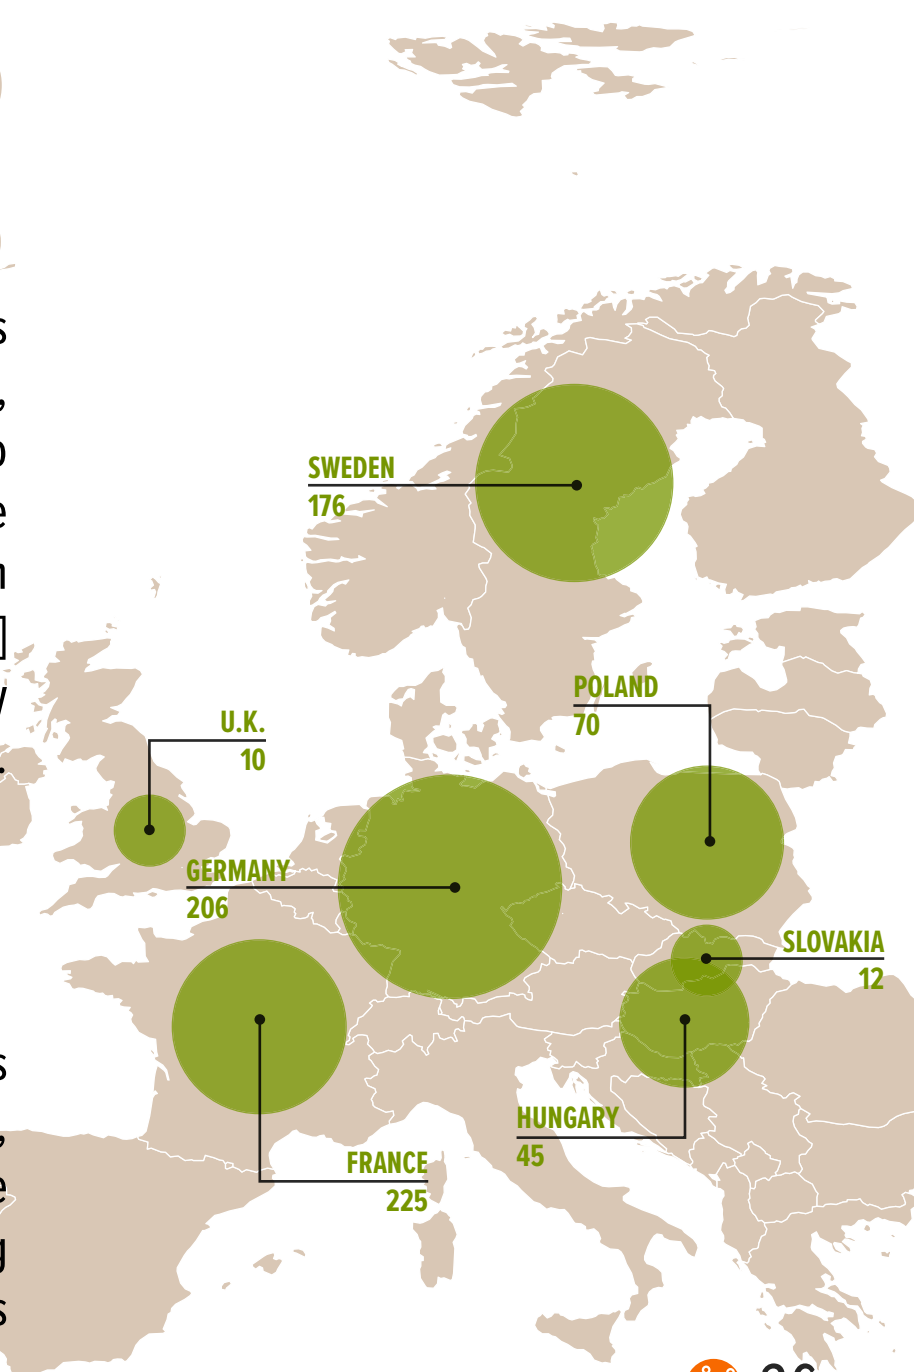 SWEDEN
176
POLAND
70
U.K.
10
GERMANY
206
SLOVAKIA
12
HUNGARY
45
FRANCE
225